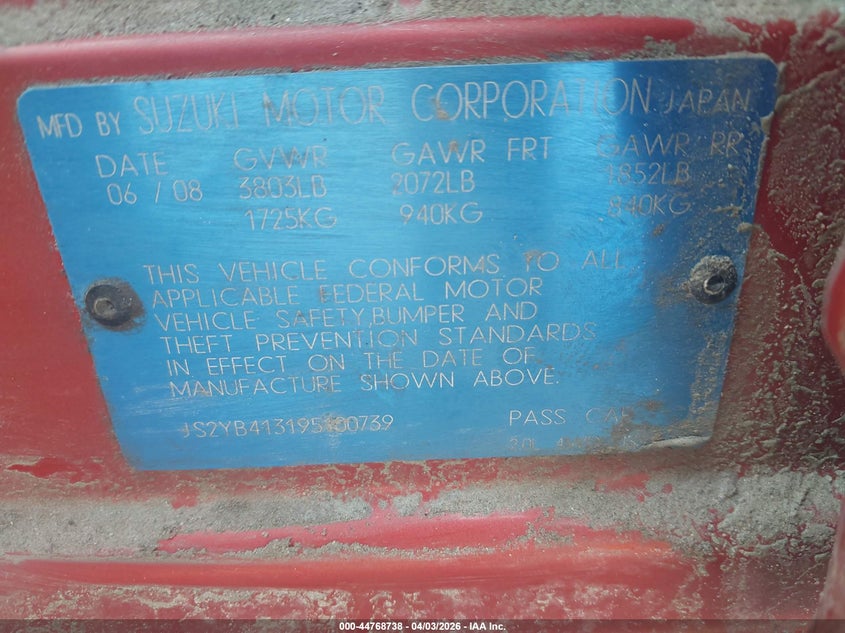 MFD BY SUZUKI MOTOR CORPORATION JAPAN
DATE GVWR GAWR FRT GAWR RR
06 / 08 3803LB 2072LB 1852LB
1725KG 940KG 840KG
THIS VEHICLE CONFORMS TO ALL
APPLICABLE FEDERAL MOTOR
VEHICLE SAFETY,BUMPER AND
THEFT PREVENTION STANDARDS
IN EFFECT ON THE DATE OF
MANUFACTURE SHOWN ABOVE.
PASS CAR
000-44768738 - 04/03/2026 - IAA Inc.